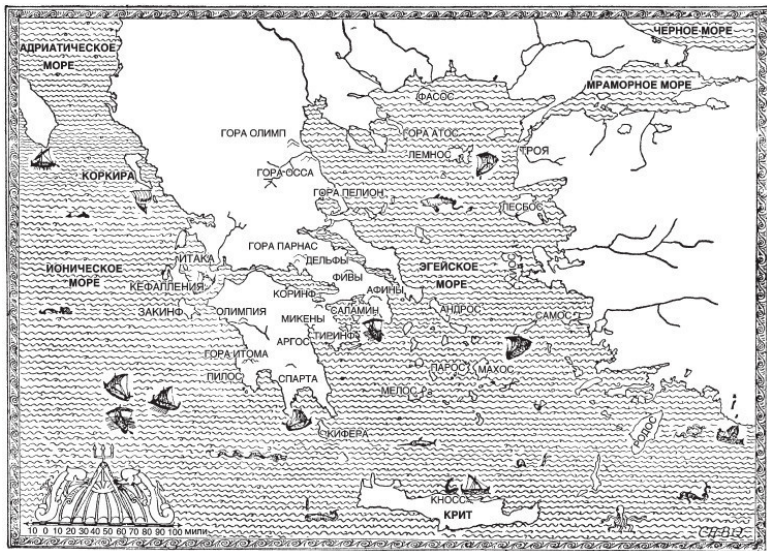 АДРИАТИЧЕСКОЕ
МОРЕ
ЧЕРНОЕ МОРЕ
МРАМОРНОЕ МОРЕ
ФАСОС
ГОРА ОЛИМП
ГОРА АТОС
ЛЕМНОС
ТРОЯ
КОРКИРА
ГОРА ОССА
ГОРА ПЕЛИОН
ЛЕСБОС
ГОРА ПАРНАС
ИТАКА
ДЕЛЬФЫ
ИОНИЧЕСКОЕ
МОРЕ
ФИВЫ
ЭГЕЙСКОЕ
МОРЕ
ХИОС
КЕФАЛЛЕНИЯ
КОРИНФ
АФИНЫ
ЗАКИНФ
ОЛИМПИЯ
МИКЕНЫ
САЛАМИН
АНДРОС
САМОС
АРГОС
ТИРИНФ
ГОРА ИТОМА
ПИЛОС
СПАРТА
ПАРОС
МАХОС
МЕЛОС
КИФЕРА
РОДОС
КНОСС
КРИТ
10 0 10 20 30 40 50 60 70 80 90 100 МИЛИ